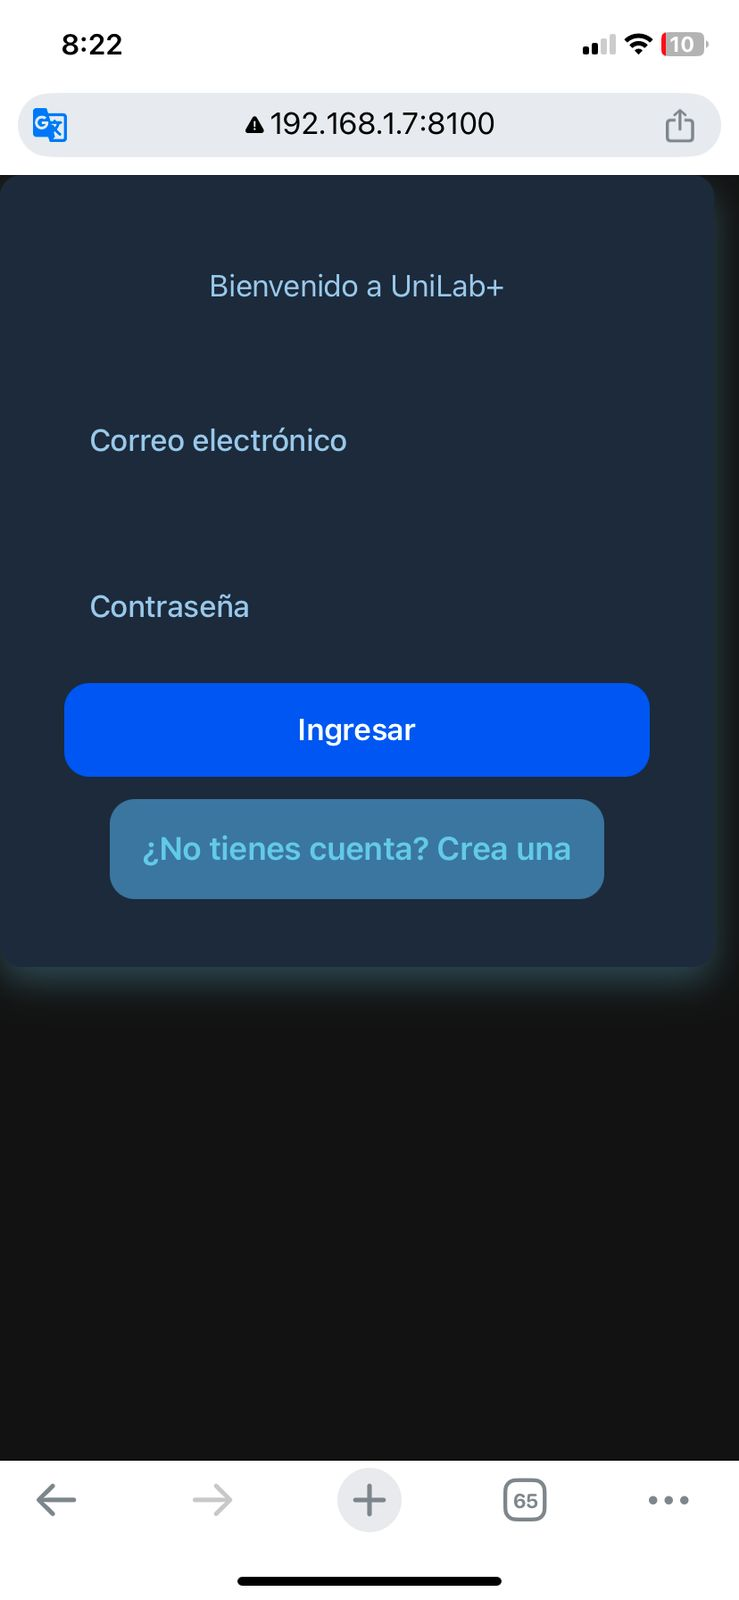 8:22
10
192.168.1.7:8100
Bienvenido a UniLab+
Correo electrónico
Contraseña
Ingresar
¿No tienes cuenta? Crea una
65